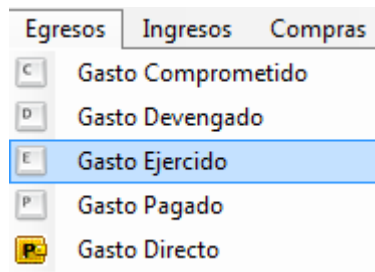 Egresos Ingresos Compras
C Gasto Comprometido
D Gasto Devengado
E Gasto Ejercido
P Gasto Pagado
P Gasto Directo